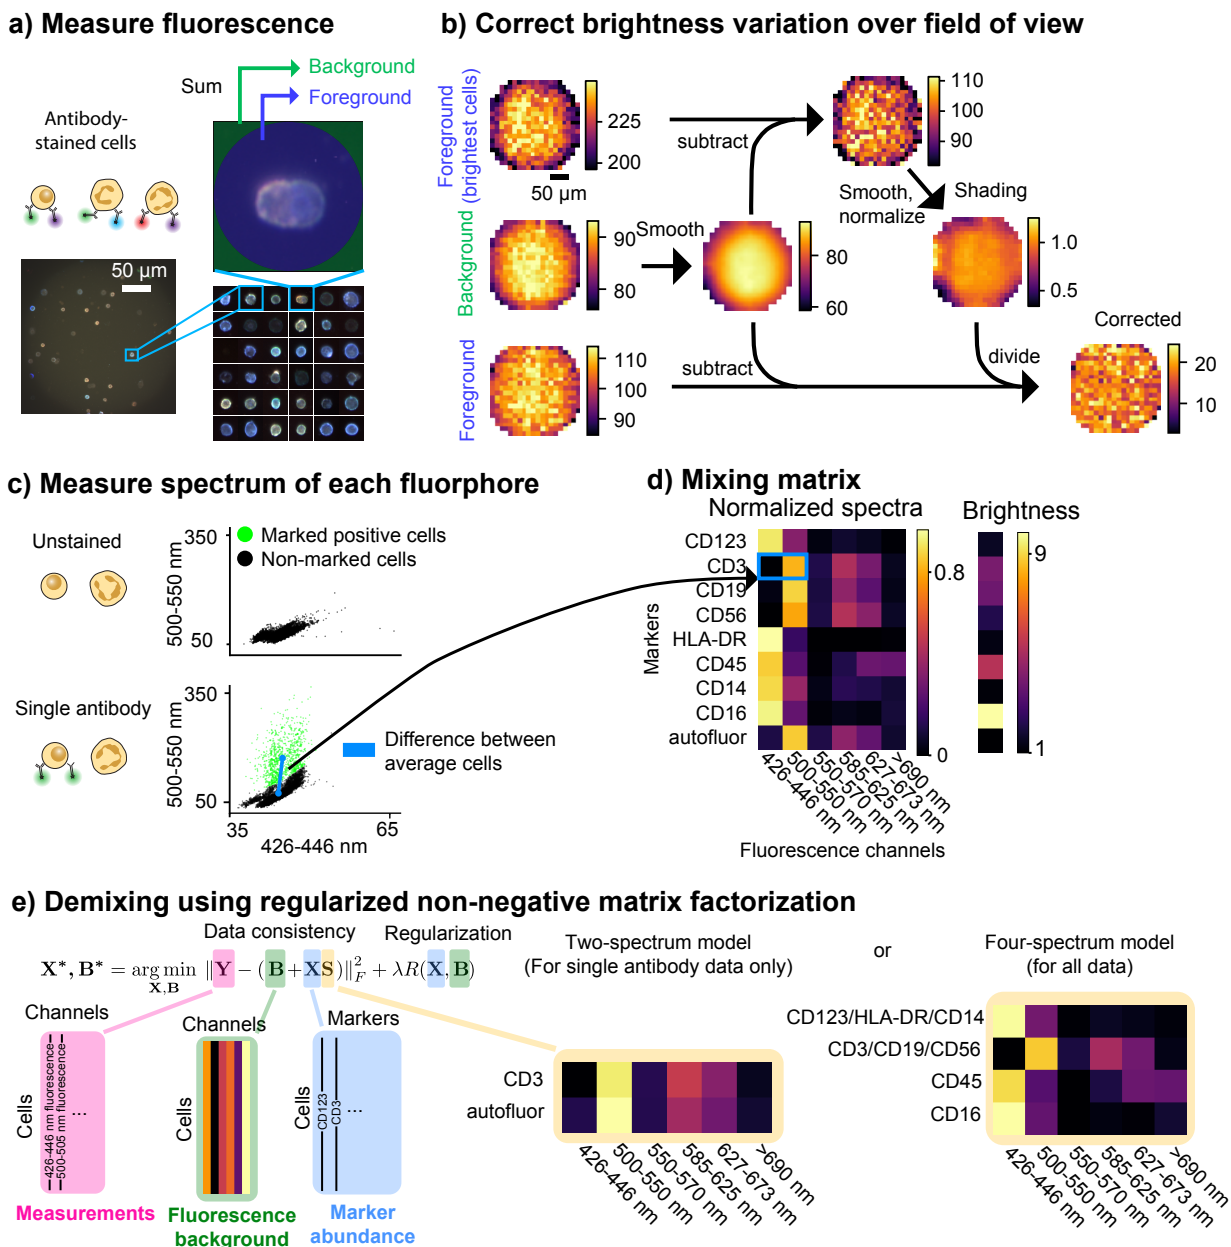 a) Measure fluorescence
Sum
Background
Foreground
Antibody-
stained cells
50 µm
b) Correct brightness variation over field of view
Foreground
(brightest cells)
225
200
50 µm
subtract
110
100
90
Smooth,
normalize
Shading
Background
90
80
Smooth
80
60
1.0
0.5
Foreground
110
100
90
subtract
divide
Corrected
20
10
c) Measure spectrum of each fluorphore
Unstained
500-550 nm
350
50
Marked positive cells
Non-marked cells
Single antibody
500-550 nm
350
50
35
65
426-446 nm
Difference between
average cells
d) Mixing matrix
Normalized spectra
Brightness
Markers
CD123
CD3
CD19
CD56
HLA-DR
CD45
CD14
CD16
autofluor
0.8
0
9
1
426-446 nm
500-550 nm
550-570 nm
585-625 nm
627-673 nm
>690 nm
Fluorescence channels
e) Demixing using regularized non-negative matrix factorization
Data consistency
Regularization
X*, B* = arg min ∥Y − (B+XS)∥²_F + λR(X, B)
X,B
Channels
Cells
426-446 nm fluorescence
500-505 nm fluorescence
...
Measurements
Channels
Cells
Fluorescence
background
Markers
Cells
CD123
CD3
...
Marker
abundance
Two-spectrum model
(For single antibody data only)
CD3
autofluor
426-446 nm
500-550 nm
550-570 nm
585-625 nm
627-673 nm
>690 nm
or
Four-spectrum model
(for all data)
CD123/HLA-DR/CD14
CD3/CD19/CD56
CD45
CD16
426-446 nm
500-550 nm
550-570 nm
585-625 nm
627-673 nm
>690 nm